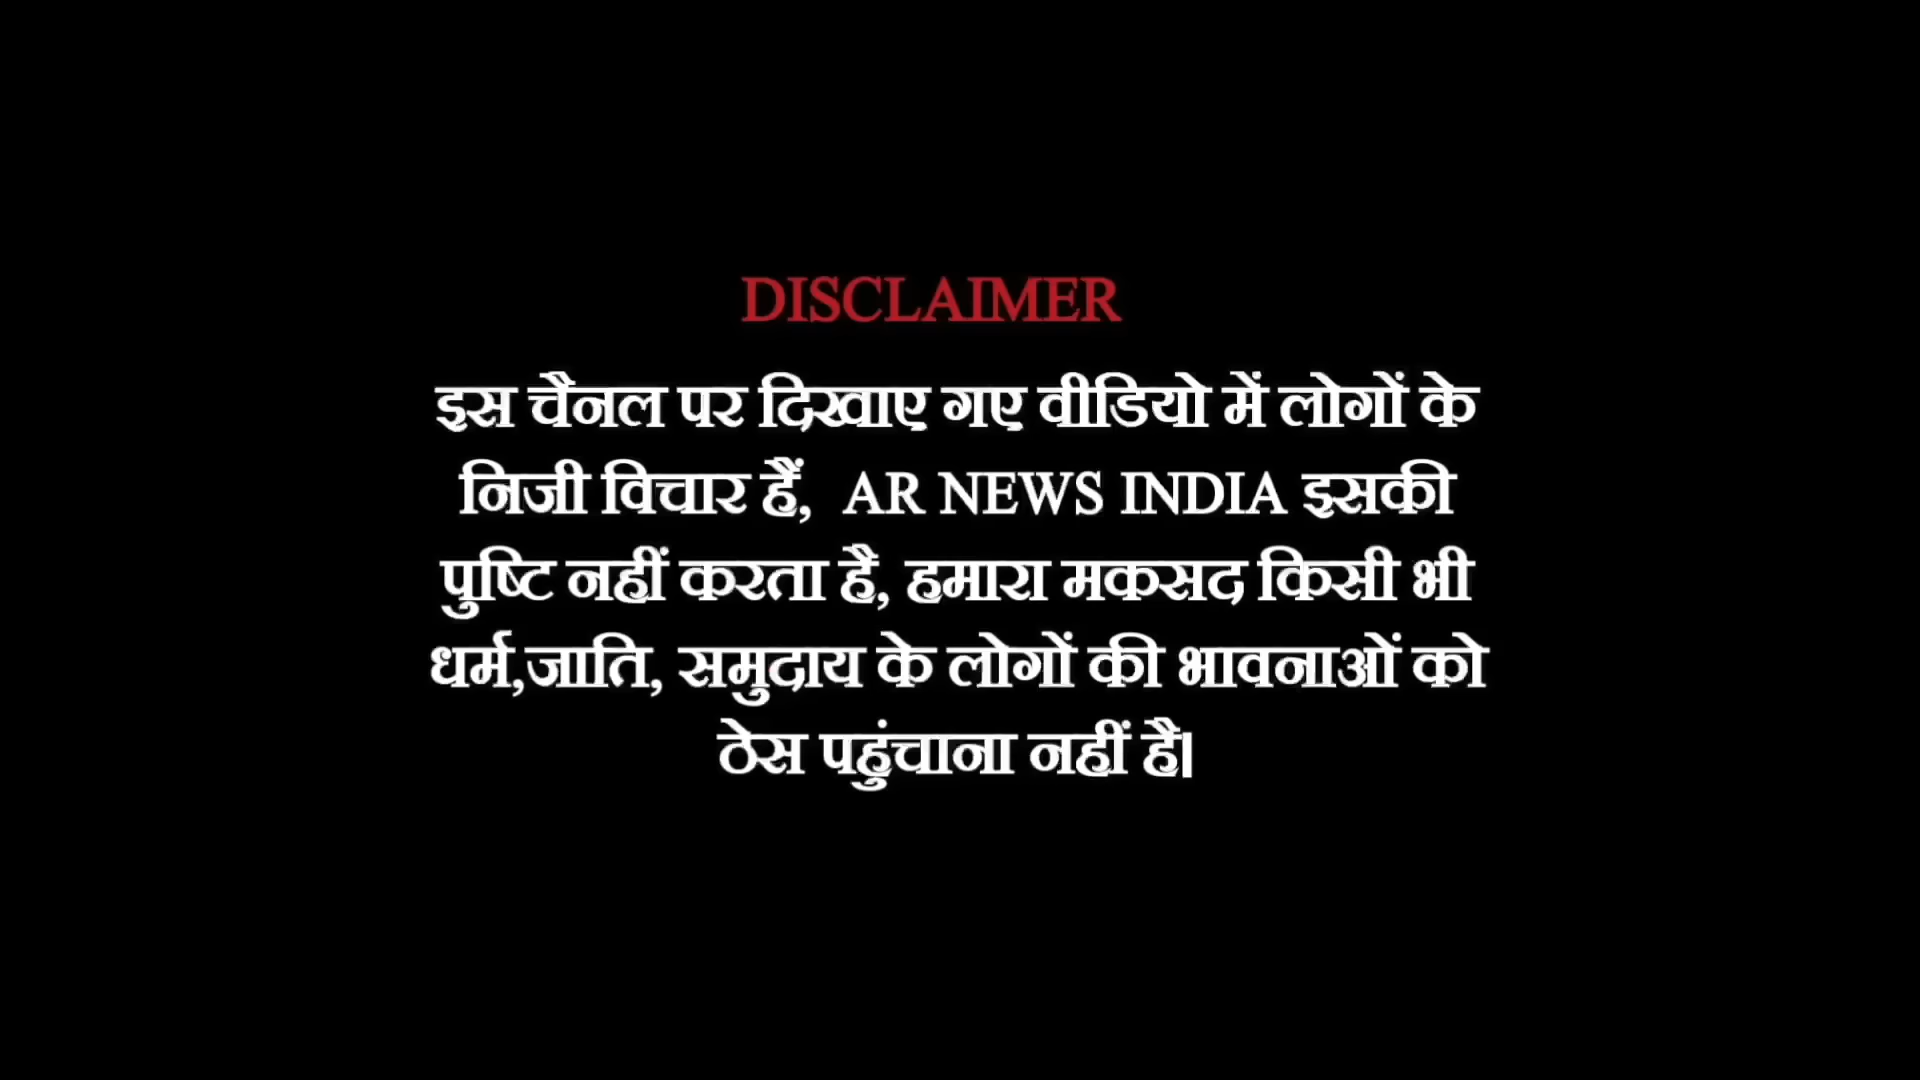 DISCLAIMER
इस चैनल पर दिखाए गए वीडियो में लोगों के
निजी विचार हैं, AR NEWS INDIA इसकी
पुष्टि नहीं करता है, हमारा मकसद किसी भी
धर्म,जाति, समुदाय के लोगों की भावनाओं को
ठेस पहुंचाना नहीं है।